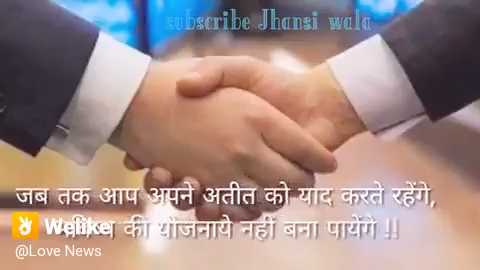 subscribe Jhansi wala
जब तक आप अपने अतीत को याद करते रहेंगे,
की योजनाये नहीं बना पायेंगे !!
Welike
@Love News